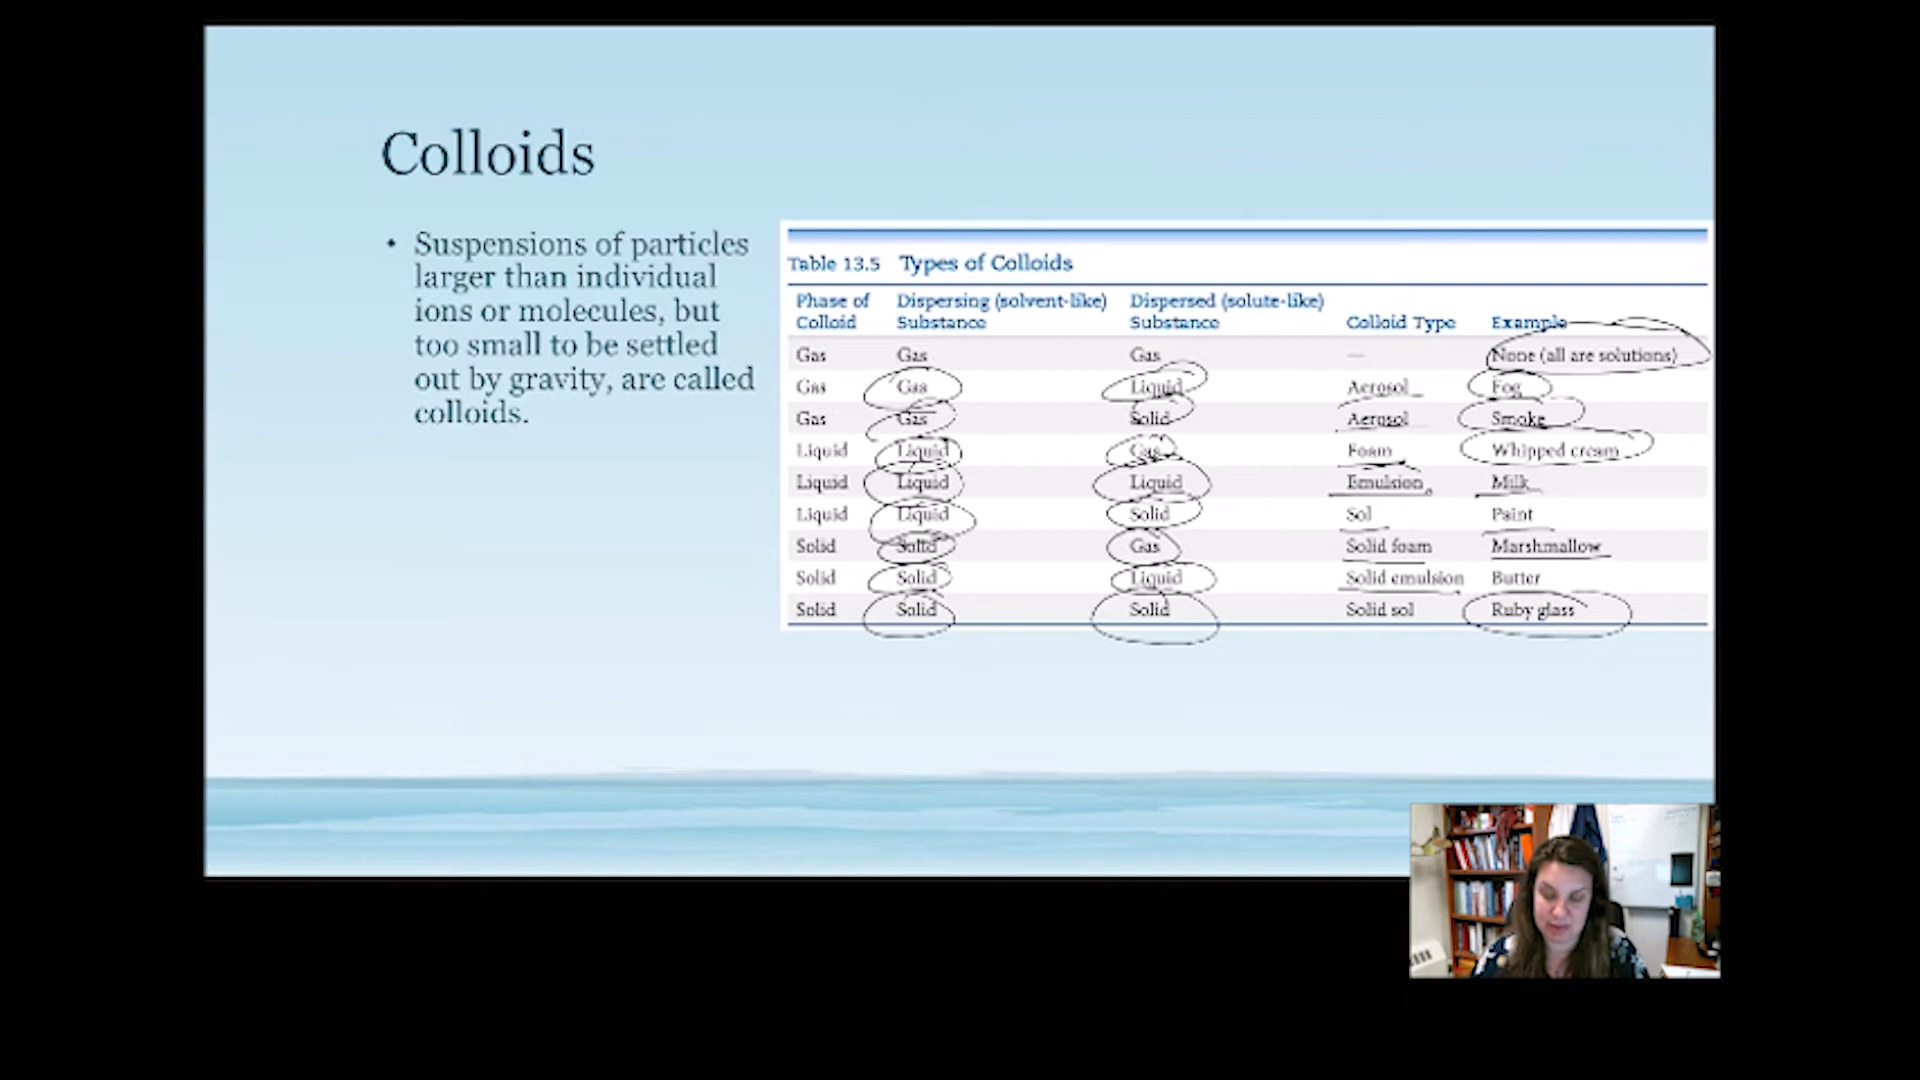 Colloids
• Suspensions of particles
larger than individual
ions or molecules, but
too small to be settled
out by gravity, are called
colloids.
Table 13.5 Types of Colloids
Phase of Colloid Dispersing (solvent-like) Substance Dispersed (solute-like) Substance Colloid Type Example
Gas Gas Gas — None (all are solutions)
Gas Gas Liquid Aerosol Fog
Gas Gas Solid Aerosol Smoke
Liquid Liquid Gas Foam Whipped cream
Liquid Liquid Liquid Emulsion Milk
Liquid Liquid Solid Sol Paint
Solid Solid Gas Solid foam Marshmallow
Solid Solid Liquid Solid emulsion Butter
Solid Solid Solid Solid sol Ruby glass